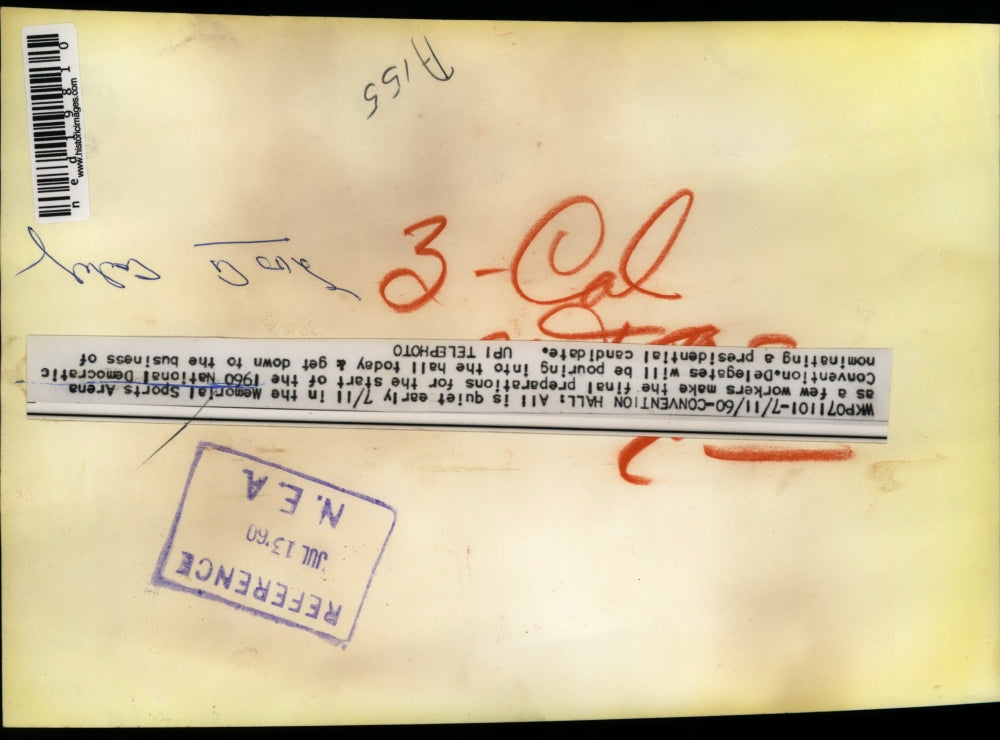 ned19810
www.historicimages.com
A155
3-Cal
WKP071101-7/11/60-CONVENTION HALL: All is quiet early 7/11 in the Memorial Sports Arena
as a few workers make the final preparations for the start of the 1960 National Democratic
Convention.Delegates will be pouring into the hall today & get down to the business of
nominating a presidential candidate. UPI TELEPHOTO
REFERENCE
JUL 13'60
N.E.A.